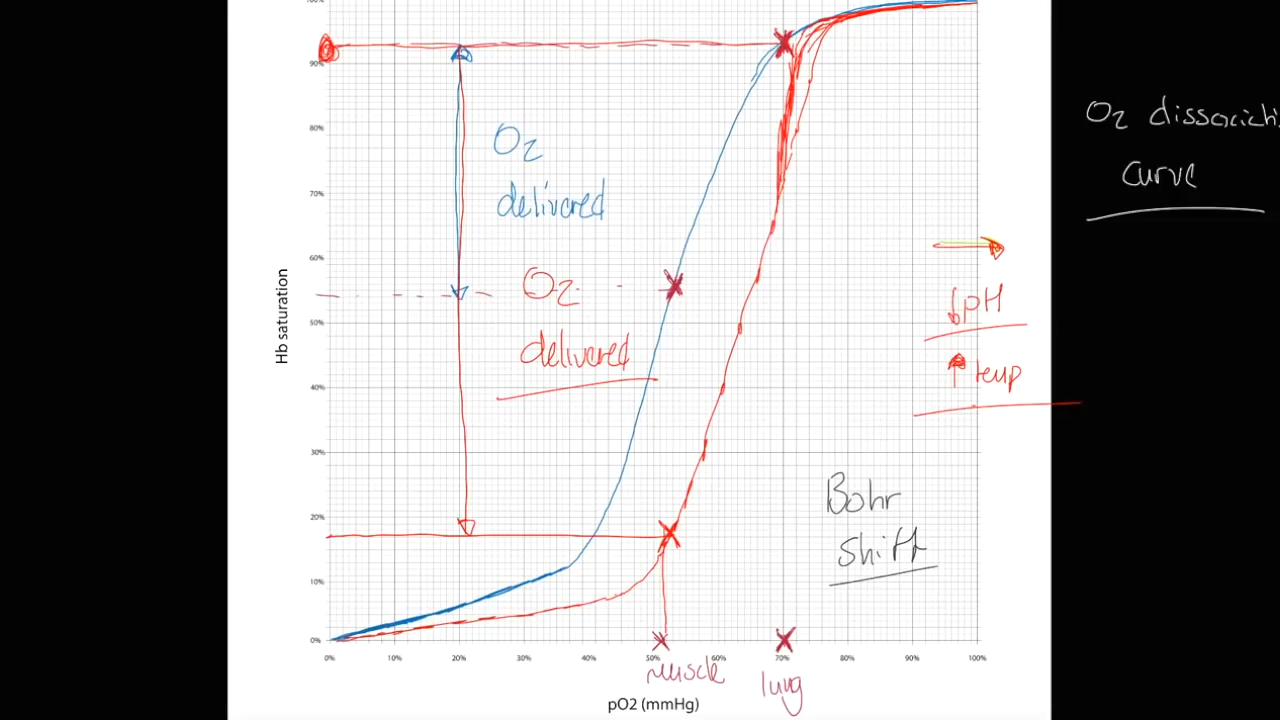 100%
90%
80%
70%
60%
50%
40%
30%
20%
10%
0%
0% 10% 20% 30% 40% 50% 60% 70% 80% 90% 100%
Hb saturation
pO2 (mmHg)
muscle
lung
O2
delivered
O2
delivered
Bohr
shift
↓pH
↑ temp
O2 dissociati
curve